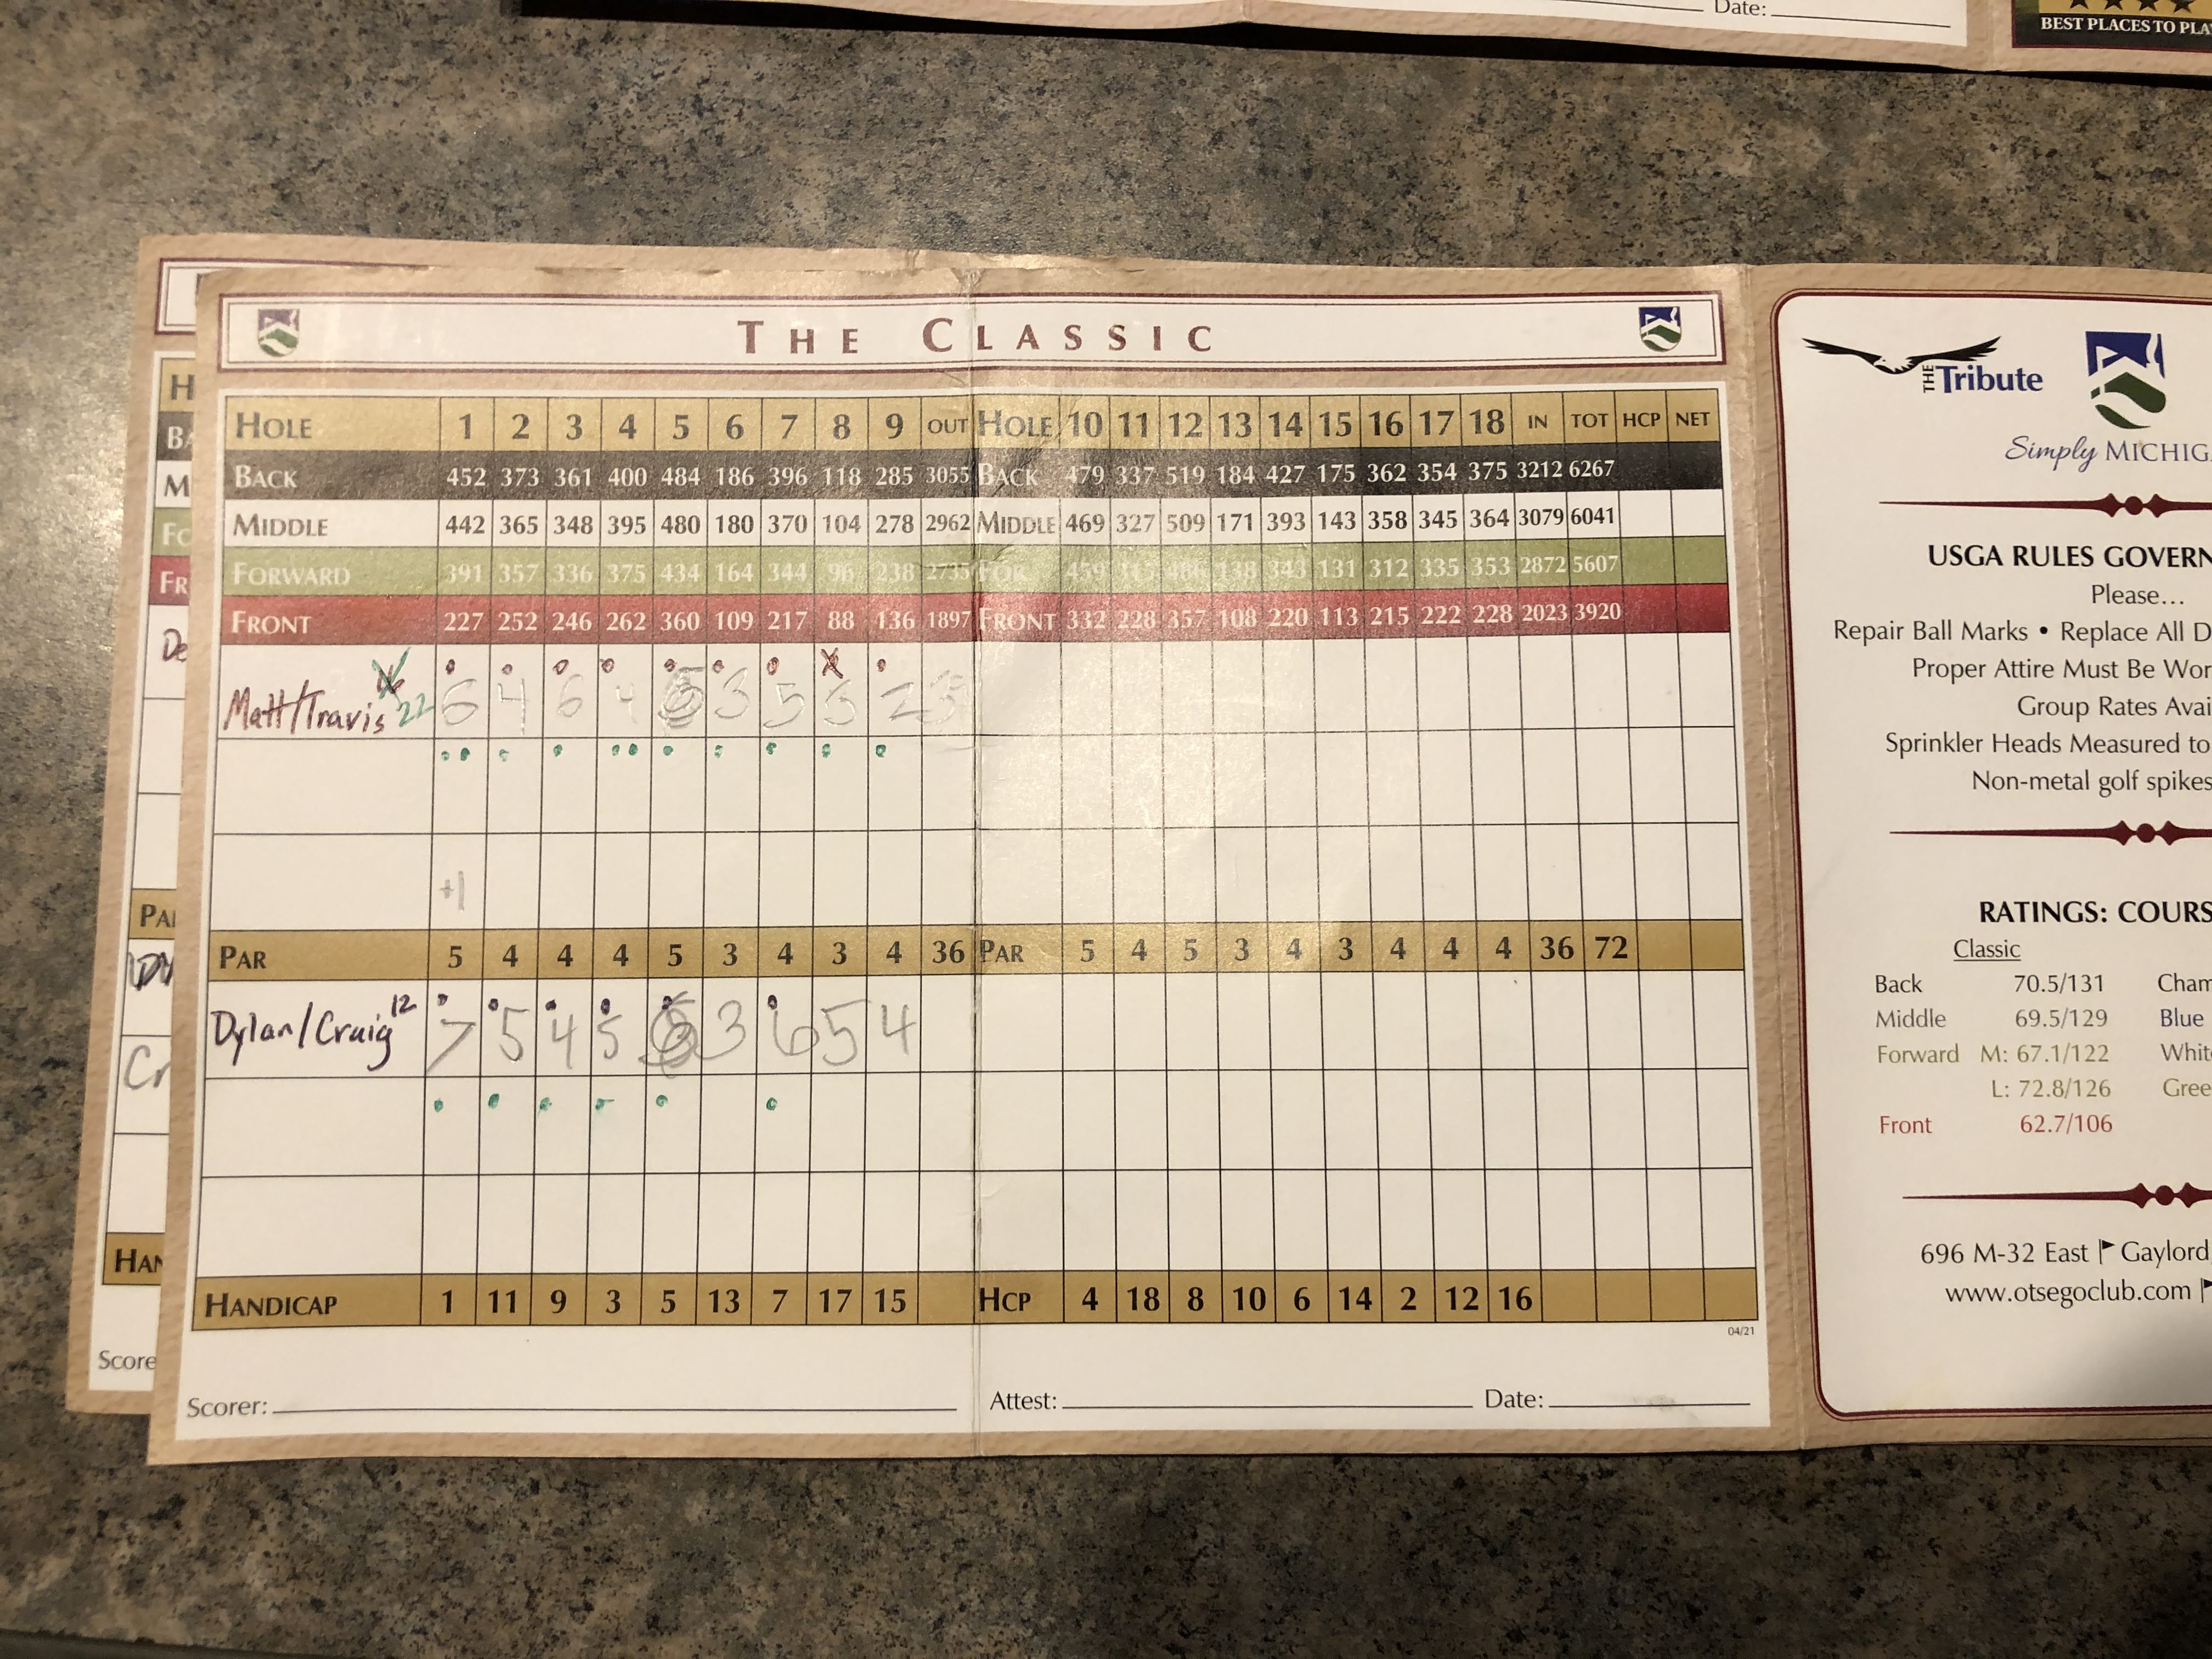 Date:
BEST PLACES TO PLA
THE CLASSIC
HOLE 1 2 3 4 5 6 7 8 9 OUT HOLE 10 11 12 13 14 15 16 17 18 IN TOT HCP NET
BACK 452 373 361 400 484 186 396 118 285 3055 BACK 479 337 519 184 427 175 362 354 375 3212 6267
MIDDLE 442 365 348 395 480 180 370 104 278 2962 MIDDLE 469 327 509 171 393 143 358 345 364 3079 6041
FORWARD 391 357 336 375 434 164 344 96 238 2735 FOR 459 317 486 138 343 131 312 335 353 2872 5607
FRONT 227 252 246 262 360 109 217 88 136 1897 FRONT 332 228 357 108 220 113 215 222 228 2023 3920
Matt/Travis 22 6 4 6 4 3 5 3 2
+1
PAR 5 4 4 4 5 3 4 3 4 36 PAR 5 4 5 3 4 3 4 4 4 36 72
Dylan/Craig 12 7 5 4 5 3 6 5 4
HANDICAP 1 11 9 3 5 13 7 17 15 HCP 4 18 8 10 6 14 2 12 16
04/21
Scorer: Attest: Date:
THE Tribute
Simply MICHIG
USGA RULES GOVERN
Please...
Repair Ball Marks • Replace All D
Proper Attire Must Be Wor
Group Rates Avai
Sprinkler Heads Measured to
Non-metal golf spikes
RATINGS: COURS
Classic
Back 70.5/131 Cham
Middle 69.5/129 Blue
Forward M: 67.1/122 Whit
L: 72.8/126 Gree
Front 62.7/106
696 M-32 East Gaylord,
www.otsegoclub.com
H
BA
M
FO
FR
De
PAR
Cr
HAN
Score